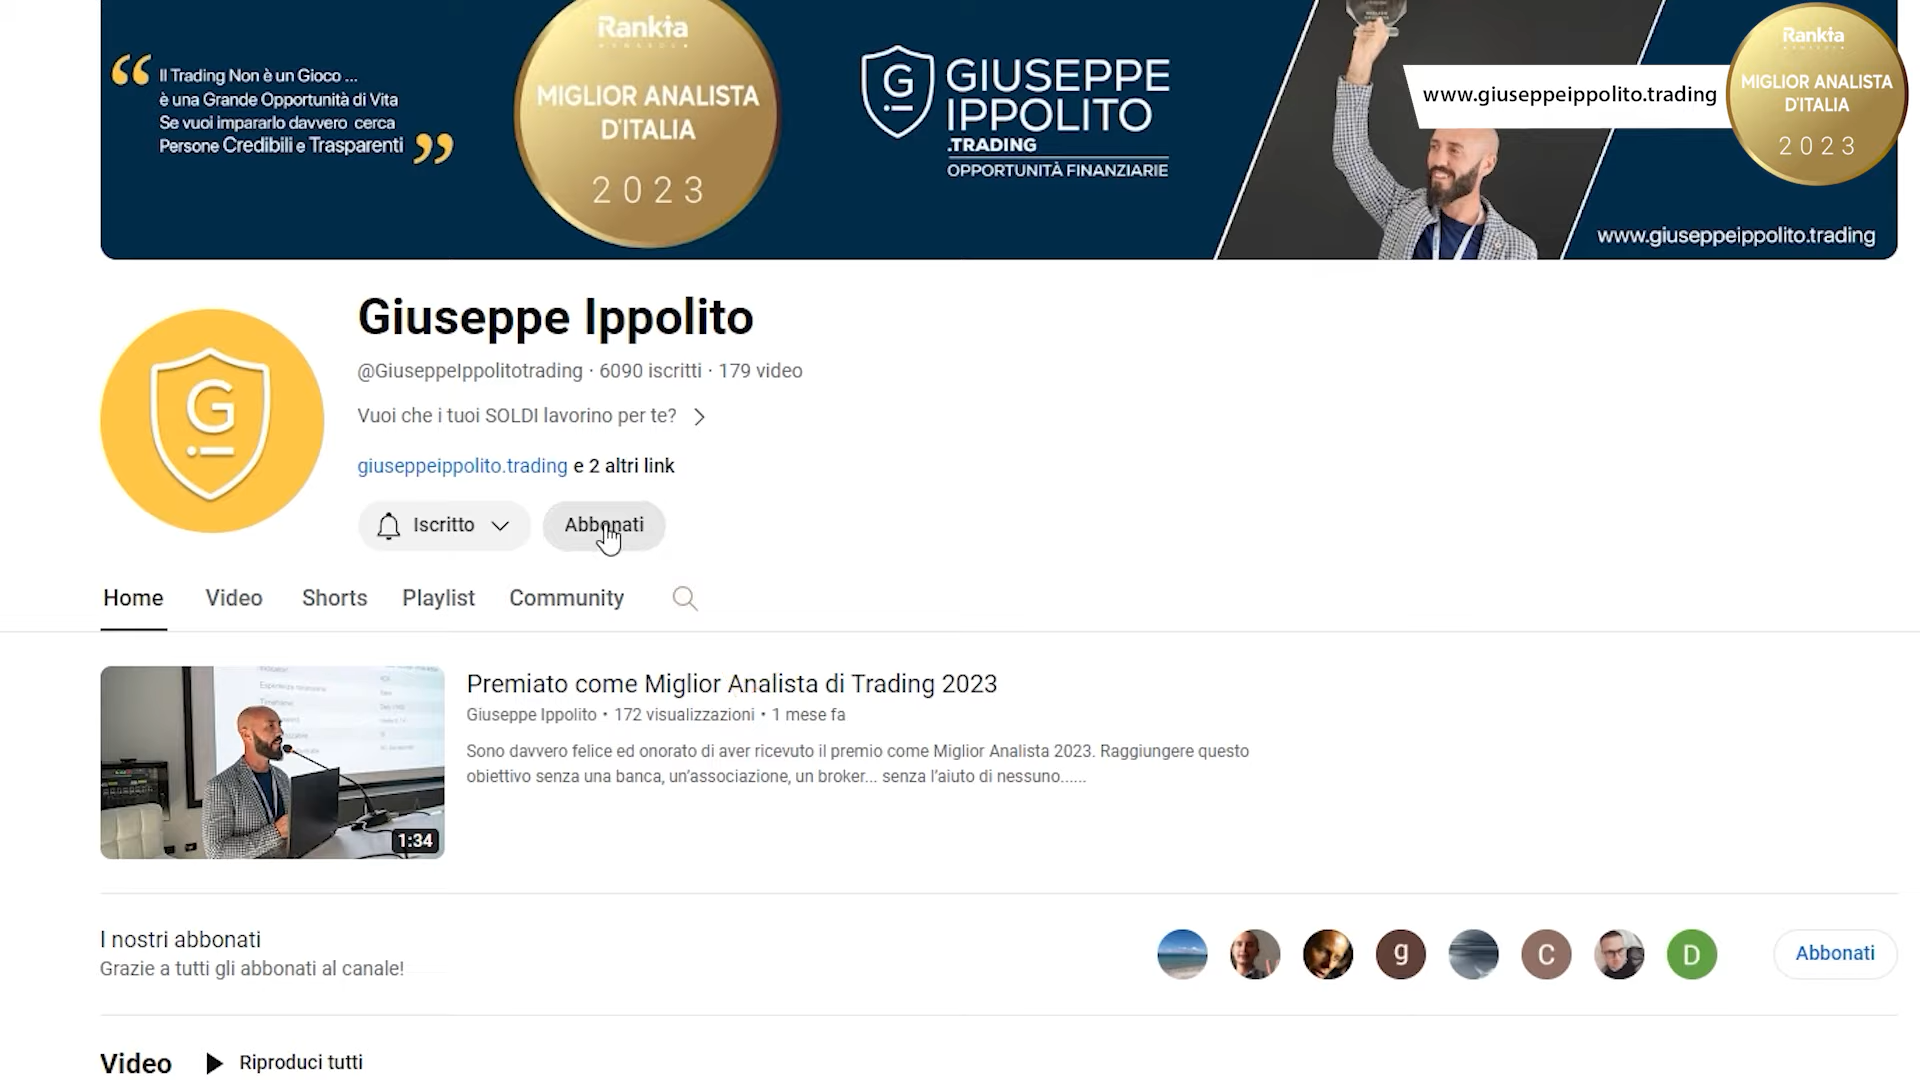 Il Trading Non è un Gioco ...
è una Grande Opportunità di Vita
Se vuoi impararlo davvero cerca
Persone Credibili e Trasparenti
Rankia
MIGLIOR ANALISTA
D'ITALIA
2023
G
GIUSEPPE
IPPOLITO
.TRADING
OPPORTUNITÀ FINANZIARIE
www.giuseppeippolito.trading
Rankia
MIGLIOR ANALISTA
D'ITALIA
2023
www.giuseppeippolito.trading
G
Giuseppe Ippolito
@GiuseppeIppolitotrading · 6090 iscritti · 179 video
Vuoi che i tuoi SOLDI lavorino per te?
giuseppeippolito.trading e 2 altri link
Iscritto
Abbonati
Home Video Shorts Playlist Community
1:34
Premiato come Miglior Analista di Trading 2023
Giuseppe Ippolito • 172 visualizzazioni • 1 mese fa
Sono davvero felice ed onorato di aver ricevuto il premio come Miglior Analista 2023. Raggiungere questo
obiettivo senza una banca, un'associazione, un broker... senza l'aiuto di nessuno......
I nostri abbonati
Grazie a tutti gli abbonati al canale!
g
C
D
Abbonati
Video
Riproduci tutti